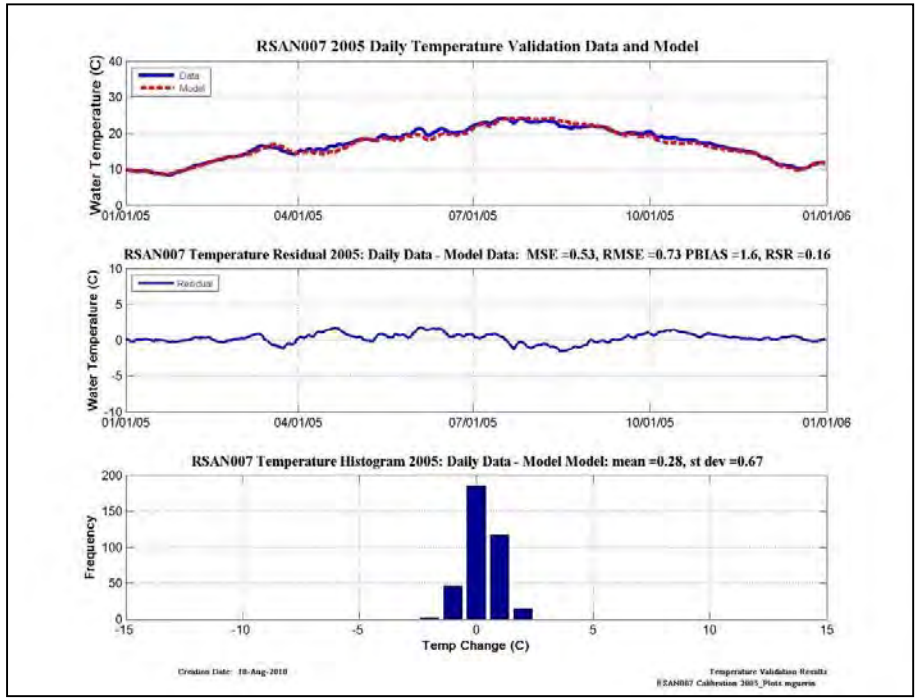 RSAN007 2005 Daily Temperature Validation Data and Model
Water Temperature (C)
40
30
20
10
0
Data
Model
01/01/05 04/01/05 07/01/05 10/01/05 01/01/06
RSAN007 Temperature Residual 2005: Daily Data - Model Data: MSE =0.53, RMSE =0.73 PBIAS =1.6, RSR =0.16
Water Temperature (C)
10
5
0
-5
-10
Residual
01/01/05 04/01/05 07/01/05 10/01/05 01/01/06
RSAN007 Temperature Histogram 2005: Daily Data - Model Model: mean =0.28, st dev =0.67
Frequency
200
150
100
50
0
-15 -10 -5 0 5 10 15
Temp Change (C)
Creation Date: 10-Aug-2010
Temperature Validation Results
RSAN007 Calibration 2005_Plots mguerin